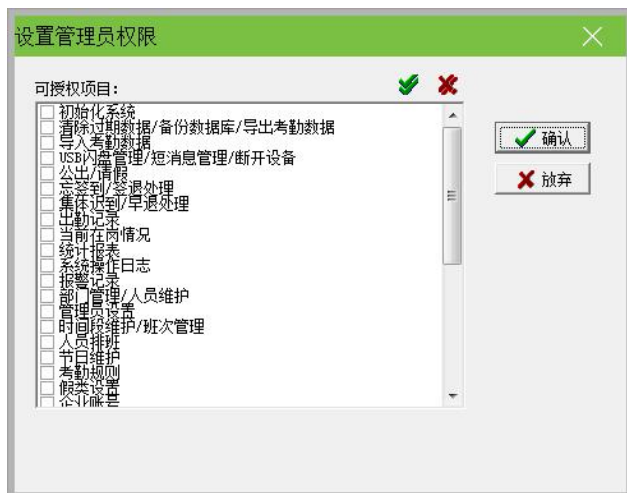 设置管理员权限
可授权项目：
初始化系统
清除过期数据/备份数据库/导出考勤数据
导入考勤数据
USB闪盘管理/短消息管理/断开设备
公出/请假
忘签到/签退处理
集体迟到/早退处理
出勤记录
当前在岗情况
统计报表
系统操作日志
报警记录
部门管理/人员维护
管理员设置
时间段维护/班次管理
人员排班
节日维护
考勤规则
假类设置
企业账号
确认
放弃